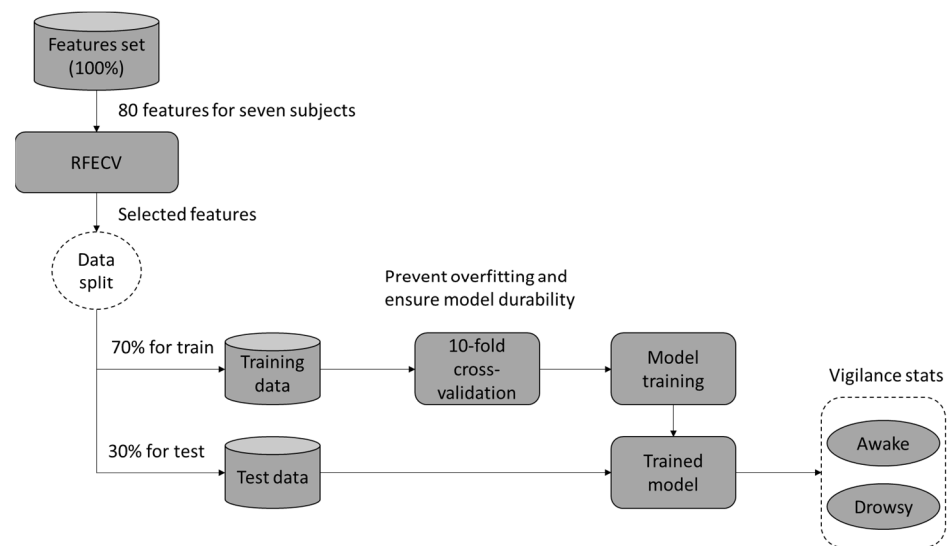 Features set
(100%)
80 features for seven subjects
RFECV
Selected features
Data
split
Prevent overfitting and
ensure model durability
70% for train
Training
data
10-fold
cross-
validation
Model
training
Vigilance stats
Awake
30% for test
Test data
Trained
model
Drowsy